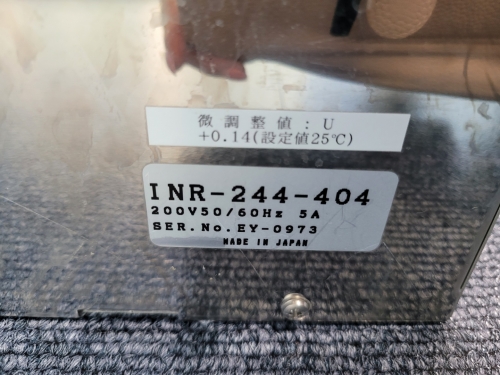 微調整値:U
+0.14(設定値25℃)
INR-244-404
200V50/60Hz 5A
SER.No.EY-0973
MADE IN JAPAN